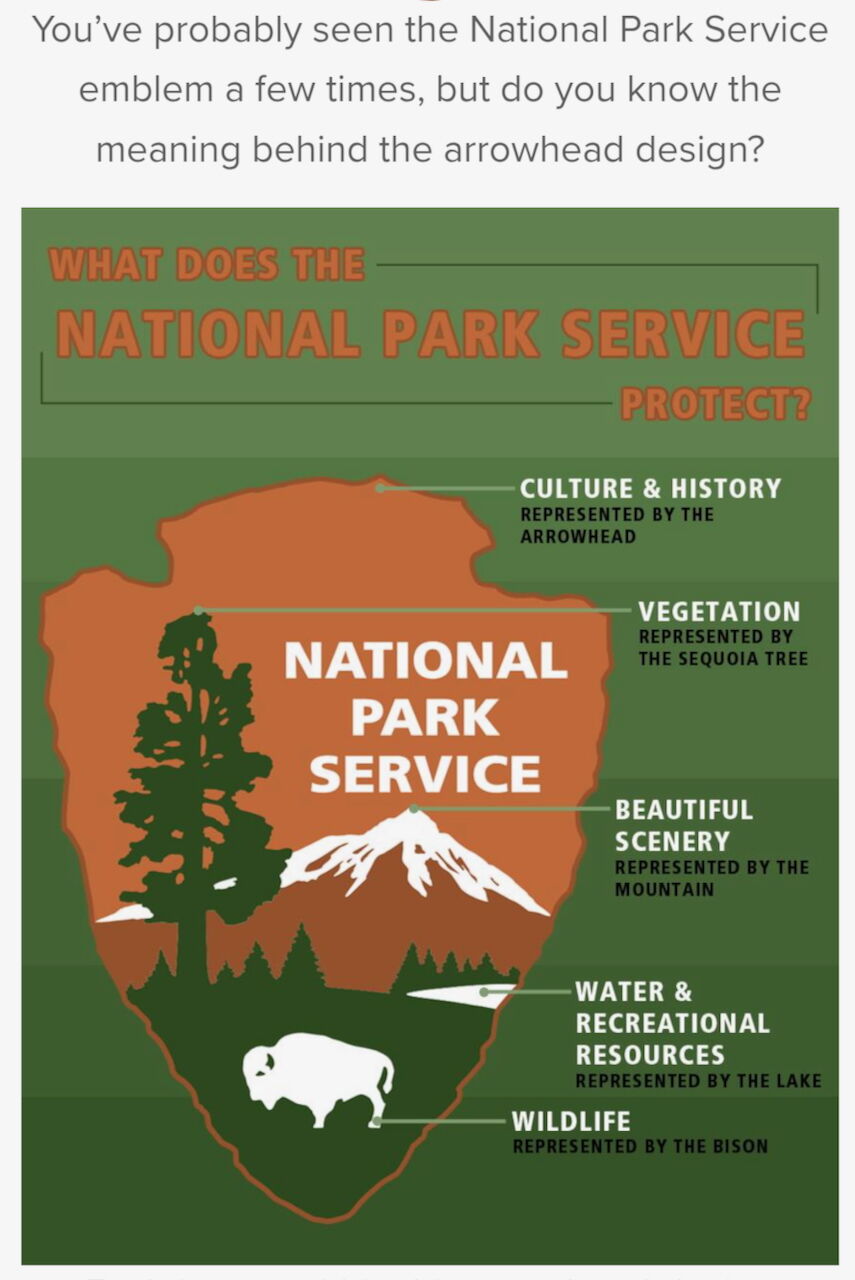 You’ve probably seen the National Park Service
emblem a few times, but do you know the
meaning behind the arrowhead design?
WHAT DOES THE
NATIONAL PARK SERVICE
PROTECT?
CULTURE & HISTORY
REPRESENTED BY THE
ARROWHEAD
VEGETATION
REPRESENTED BY
THE SEQUOIA TREE
NATIONAL
PARK
SERVICE
BEAUTIFUL
SCENERY
REPRESENTED BY THE
MOUNTAIN
WATER &
RECREATIONAL
RESOURCES
REPRESENTED BY THE LAKE
WILDLIFE
REPRESENTED BY THE BISON